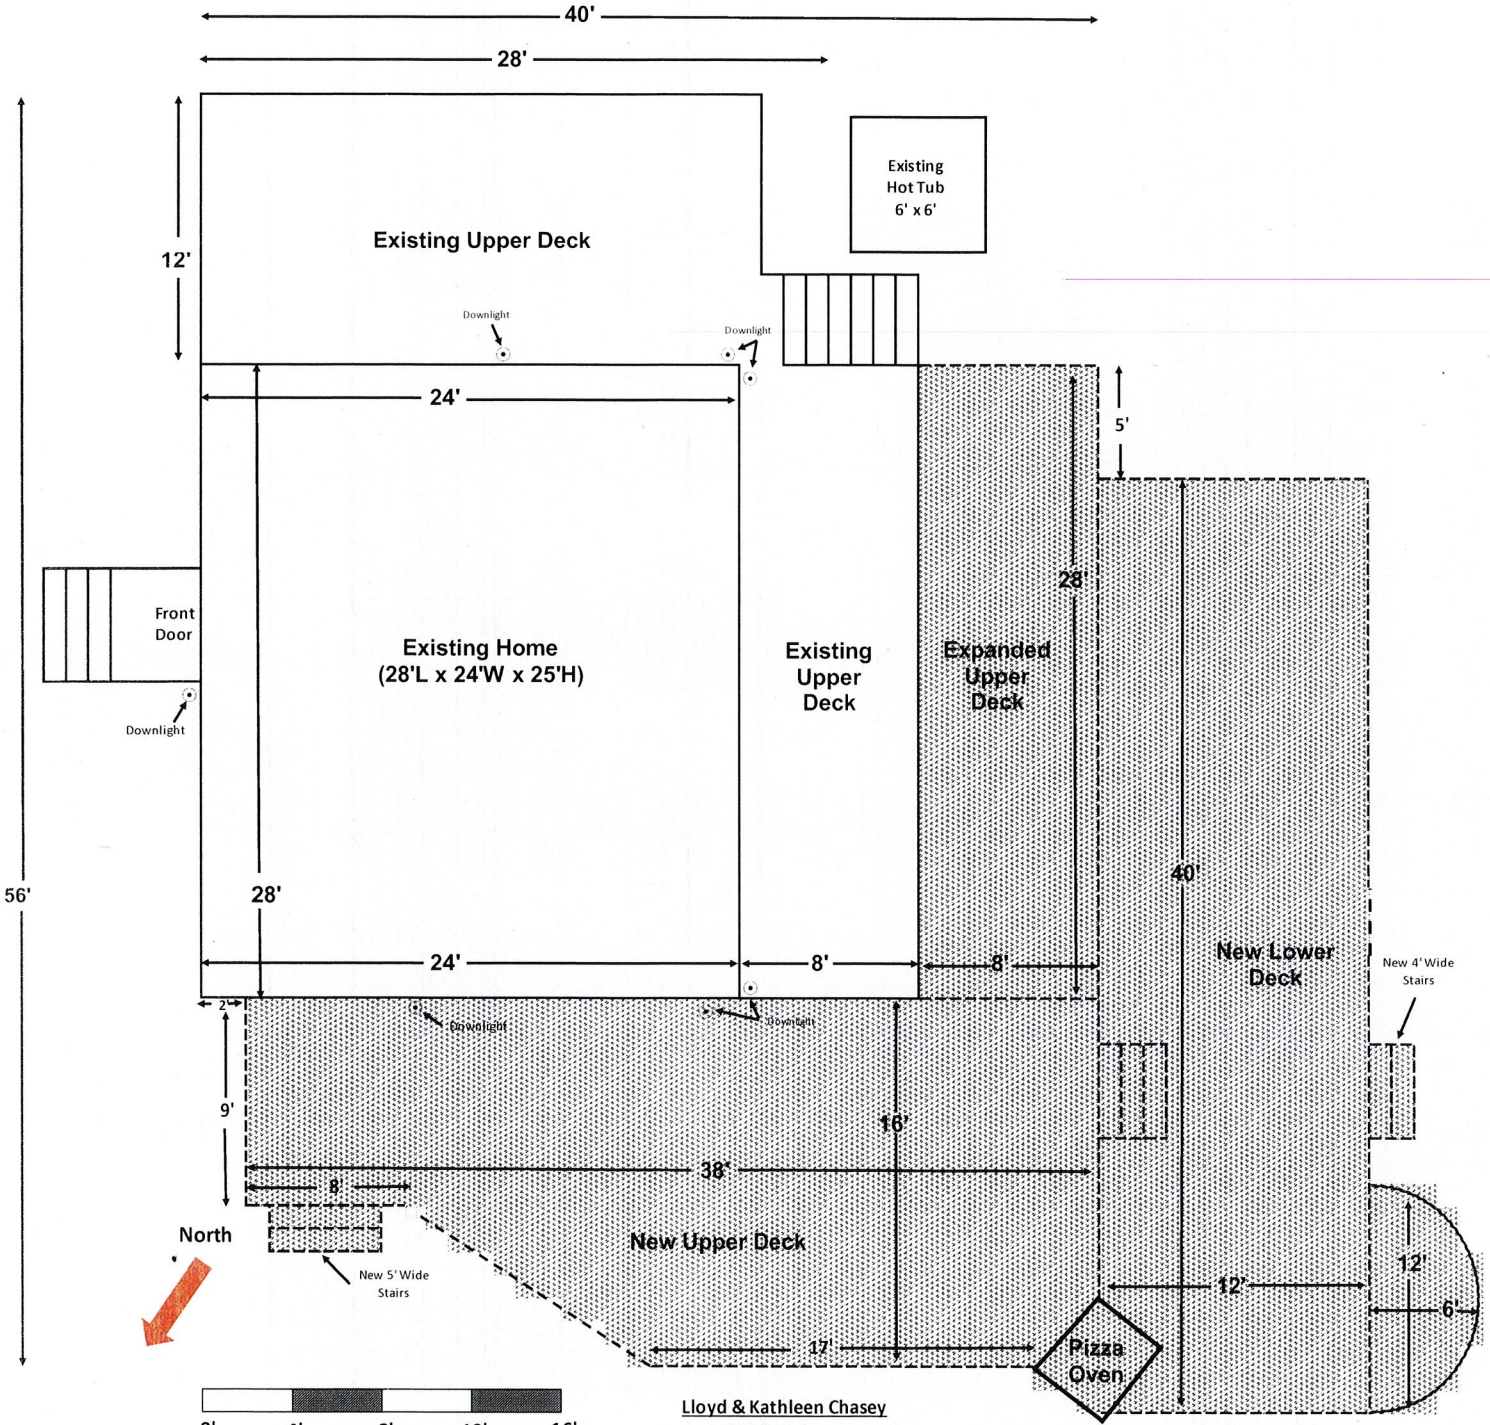 40'
28'
Existing
Hot Tub
6' x 6'
Existing Upper Deck
12'
Downlight
Downlight
24'
5'
28'
Front
Door
Existing Home
(28'L x 24'W x 25'H)
Existing
Upper
Deck
Expanded
Upper
Deck
Downlight
40'
56'
28'
24'
8'
8'
New Lower
Deck
New 4' Wide
Stairs
2'
Downlight
Downlight
9'
16'
38'
8'
North
New Upper Deck
New 5' Wide
Stairs
12'
12'
6'
17'
Pizza
Oven
Lloyd & Kathleen Chasey